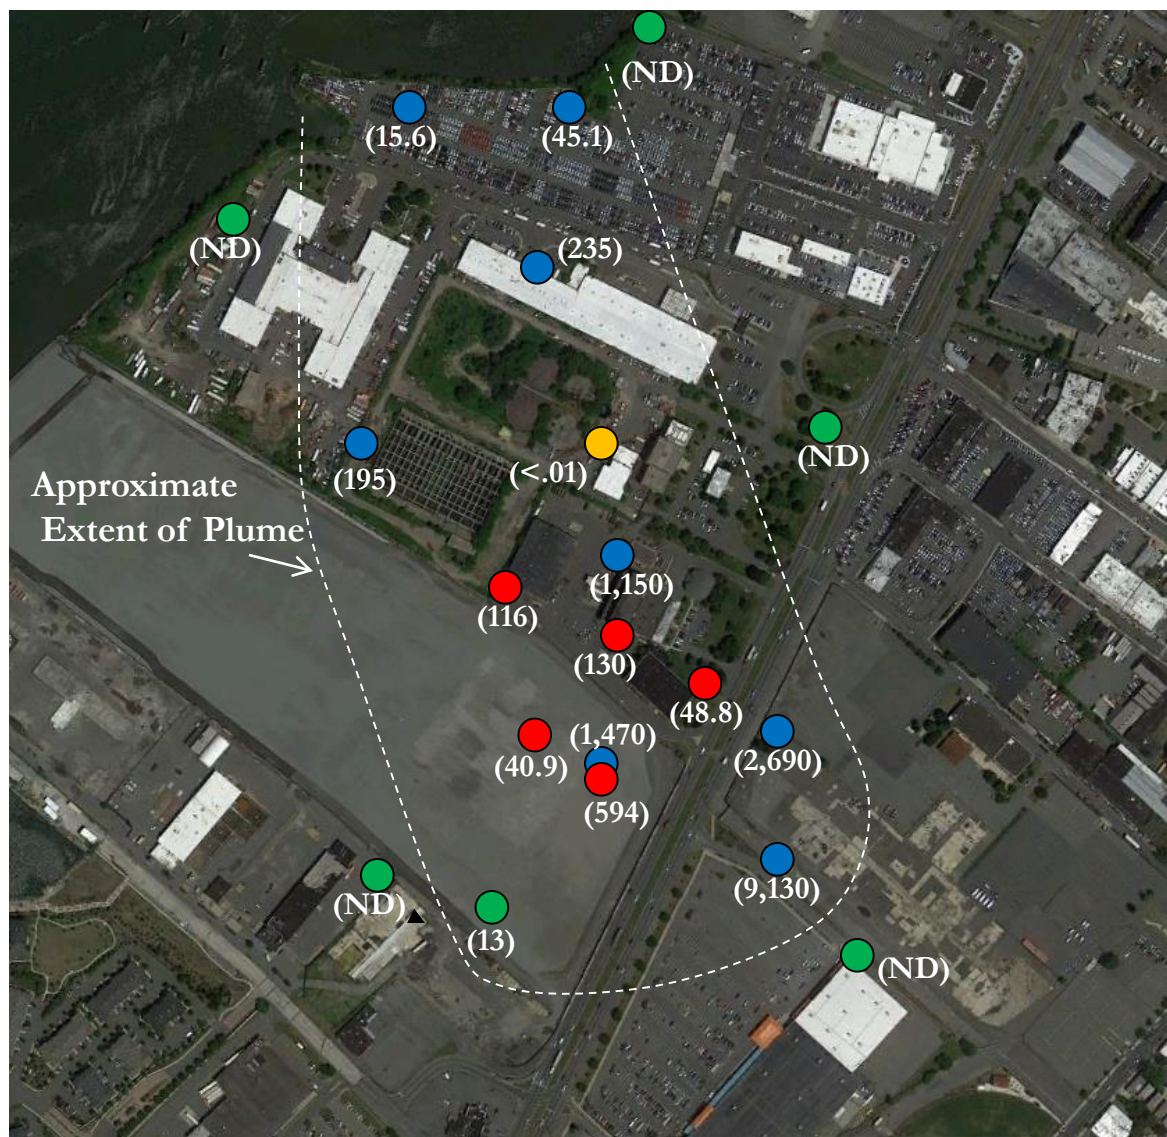 (ND)
(15.6)
(45.1)
(ND)
(235)
(ND)
(195)
(<.01)
Approximate
Extent of Plume
(1,150)
(116)
(130)
(48.8)
(1,470)
(40.9)
(2,690)
(594)
(9,130)
(ND)
(13)
(ND)